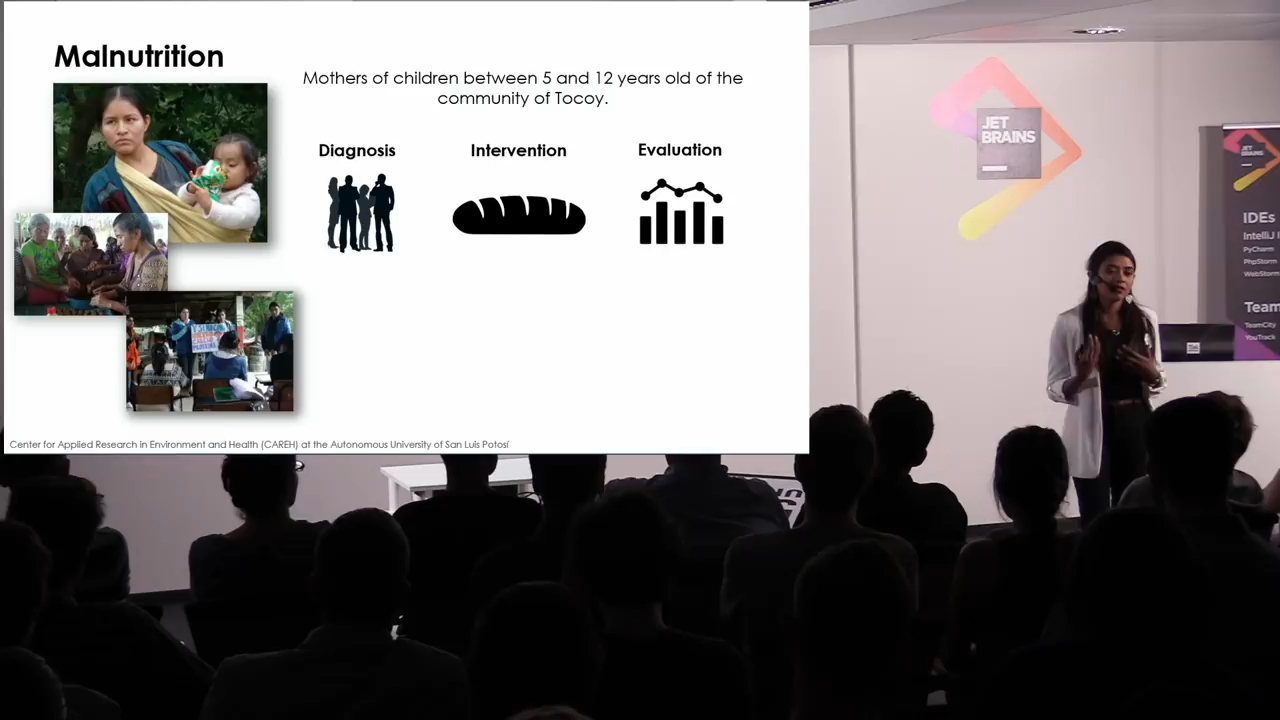 Malnutrition
Mothers of children between 5 and 12 years old of the
community of Tocoy.
Diagnosis
Intervention
Evaluation
Center for Applied Research in Environment and Health (CAREH) at the Autonomous University of San Luis Potosí
JET
BRAINS
JET
BRAINS
IDEs
IntelliJ
PyCharm
PhpStorm
WebStorm
Team
TeamCity
YouTrack